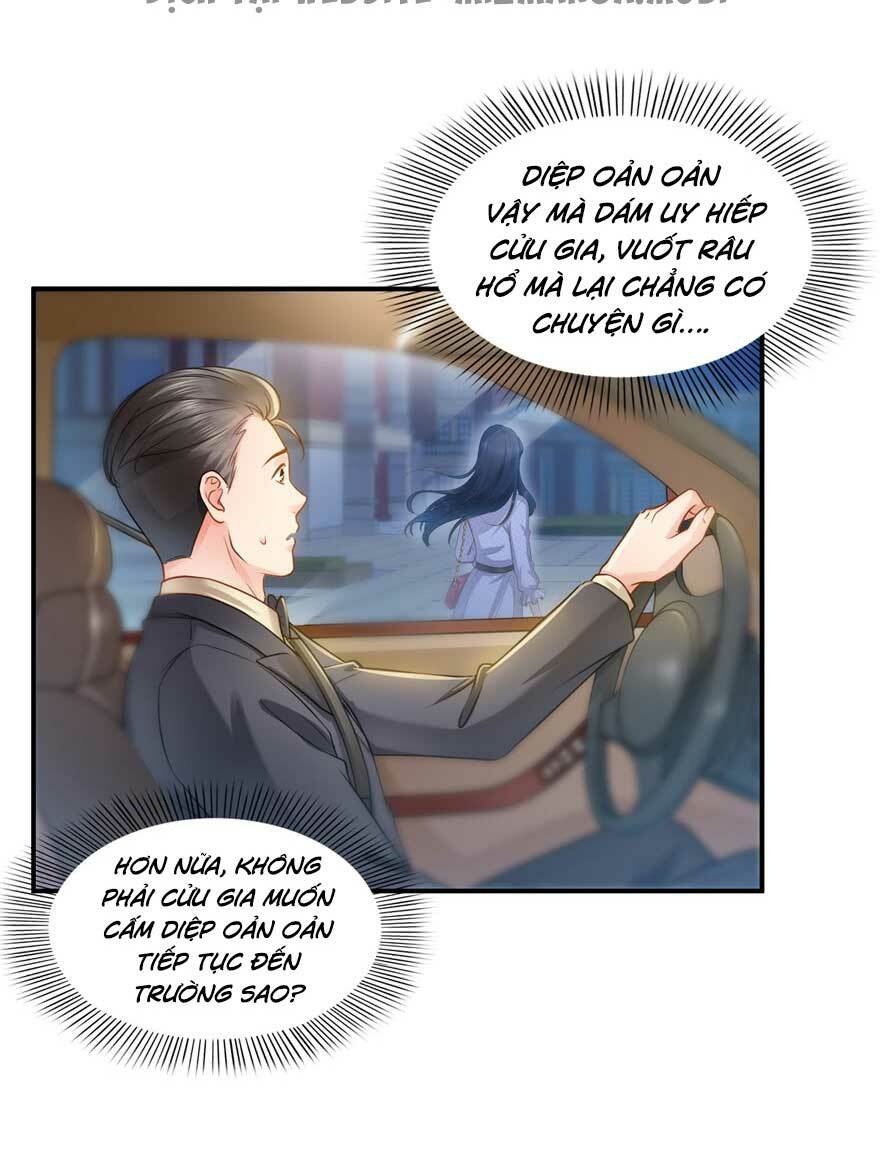 DIỆP OẢN OẢN
VẬY MÀ DÁM UY HIẾP
CỬU GIA, VUỐT RÂU
HỔ MÀ LẠI CHẲNG CÓ
CHUYỆN GÌ....
HƠN NỮA, KHÔNG
PHẢI CỬU GIA MUỐN
CẤM DIỆP OẢN OẢN
TIẾP TỤC ĐẾN
TRƯỜNG SAO?